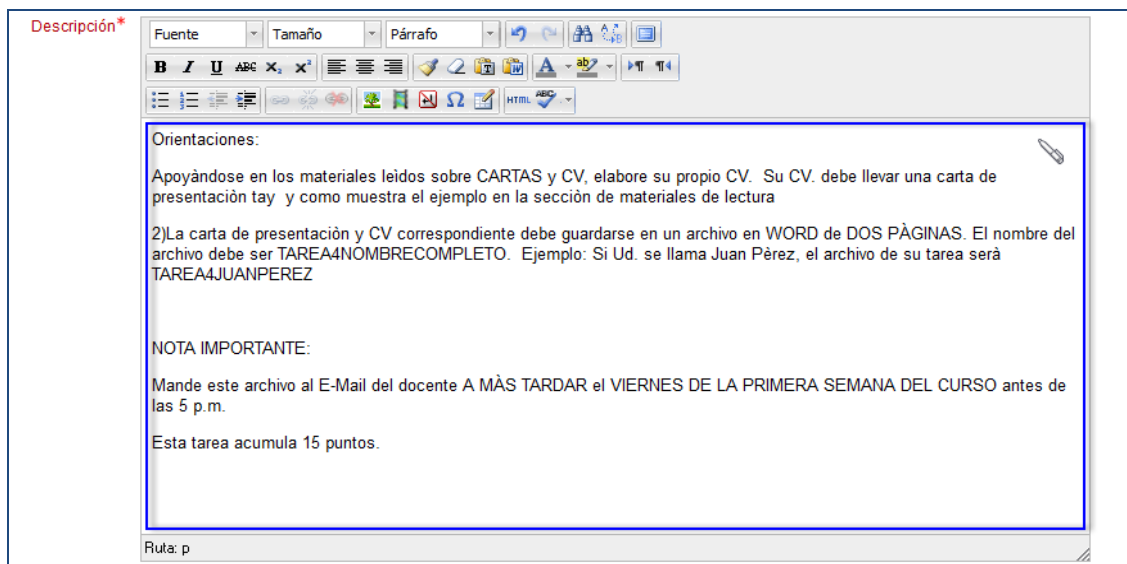 Descripción*
Fuente Tamaño Párrafo
B I U ABC X₂ X² A ab
Ω HTML ABC
Orientaciones:
Apoyàndose en los materiales leìdos sobre CARTAS y CV, elabore su propio CV.  Su CV. debe llevar una carta de
presentaciòn tay  y como muestra el ejemplo en la secciòn de materiales de lectura
2)La carta de presentaciòn y CV correspondiente debe guardarse en un archivo en WORD de DOS PÀGINAS. El nombre del
archivo debe ser TAREA4NOMBRECOMPLETO.  Ejemplo: Si Ud. se llama Juan Pèrez, el archivo de su tarea serà
TAREA4JUANPEREZ
NOTA IMPORTANTE:
Mande este archivo al E-Mail del docente A MÀS TARDAR el VIERNES DE LA PRIMERA SEMANA DEL CURSO antes de
las 5 p.m.
Esta tarea acumula 15 puntos.
Ruta: p